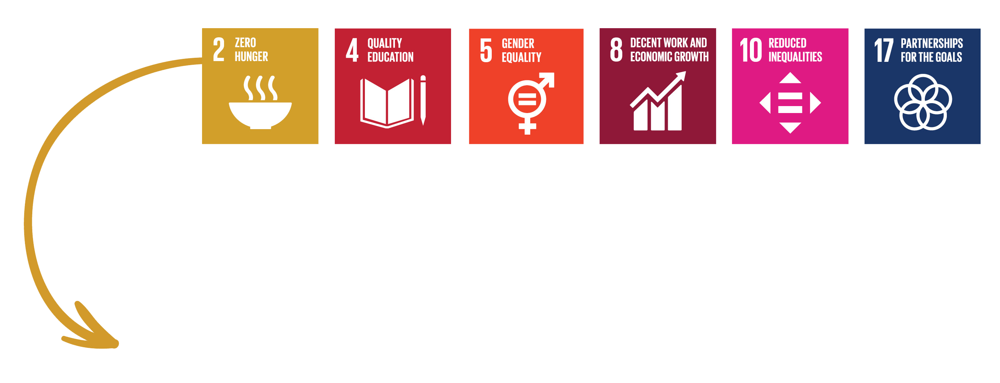 2 ZERO
HUNGER
4 QUALITY
EDUCATION
5 GENDER
EQUALITY
8 DECENT WORK AND
ECONOMIC GROWTH
10 REDUCED
INEQUALITIES
17 PARTNERSHIPS
FOR THE GOALS